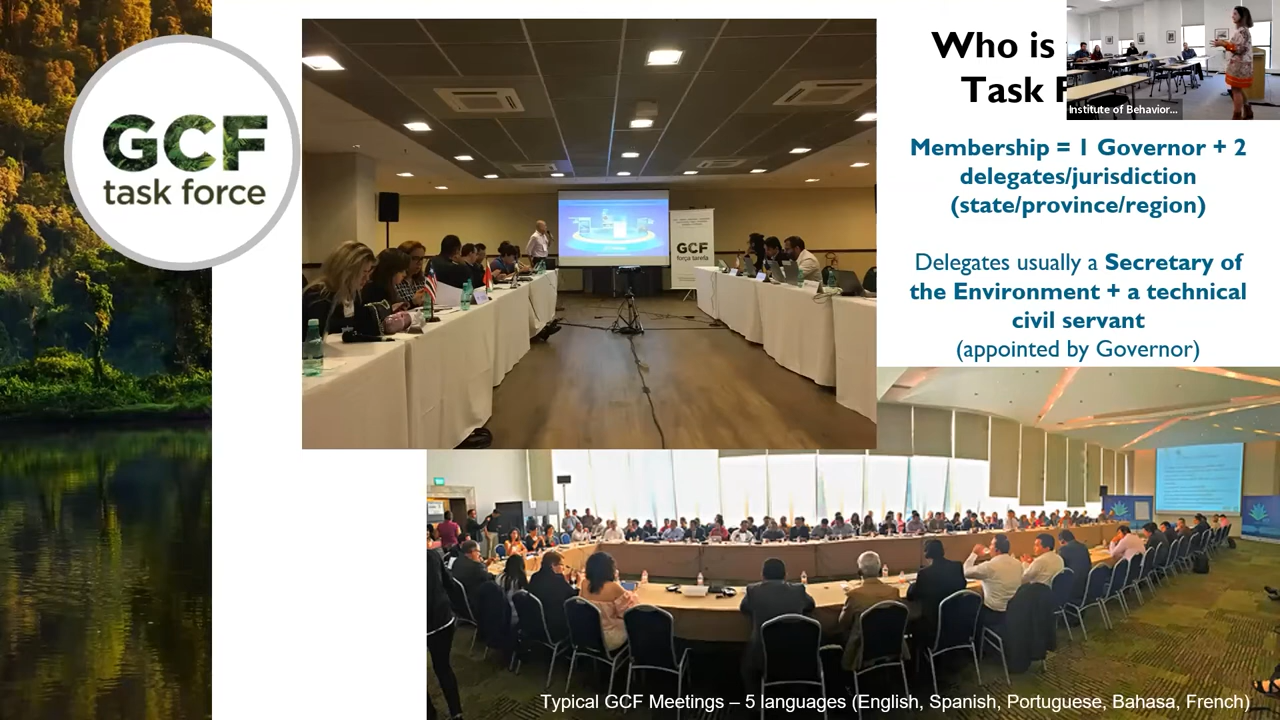 GCF
task force
GCF
força tarefa
Who is
Task F
Institute of Behavior...
Membership = 1 Governor + 2
delegates/jurisdiction
(state/province/region)
Delegates usually a Secretary of
the Environment + a technical
civil servant
(appointed by Governor)
Typical GCF Meetings – 5 languages (English, Spanish, Portuguese, Bahasa, French)